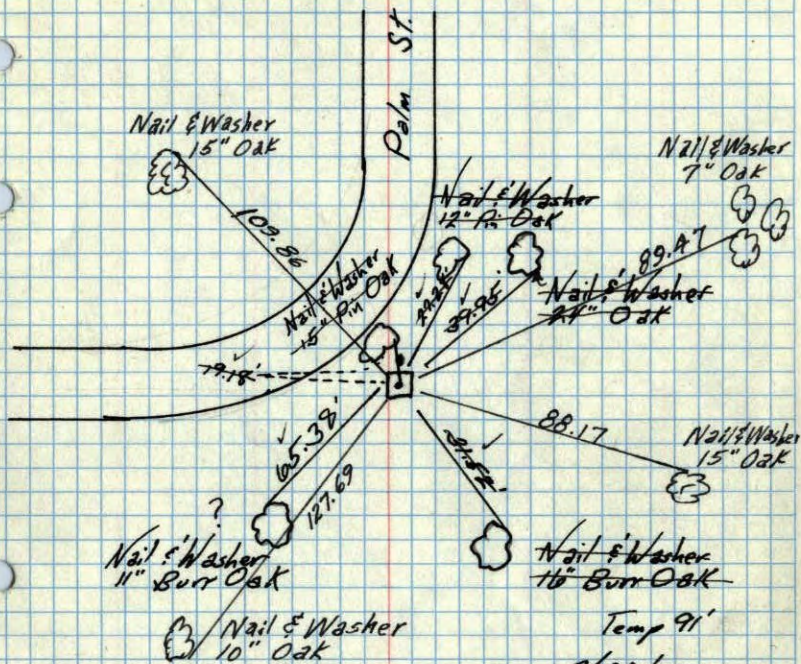 Palm St.
Nail & Washer
15" Oak
109.86
Nail & Washer
12" Pin Oak
Nail & Washer
7" Oak
89.47
Nail & Washer
15" Pin Oak
39.95'
Nail & Washer
24" Oak
19.18'
65.38'
127.69
88.17
Nail & Washer
15" Oak
?
Nail & Washer
11" Burr Oak
Nail & Washer
16" Burr Oak
Nail & Washer
10" Oak
Temp 91'